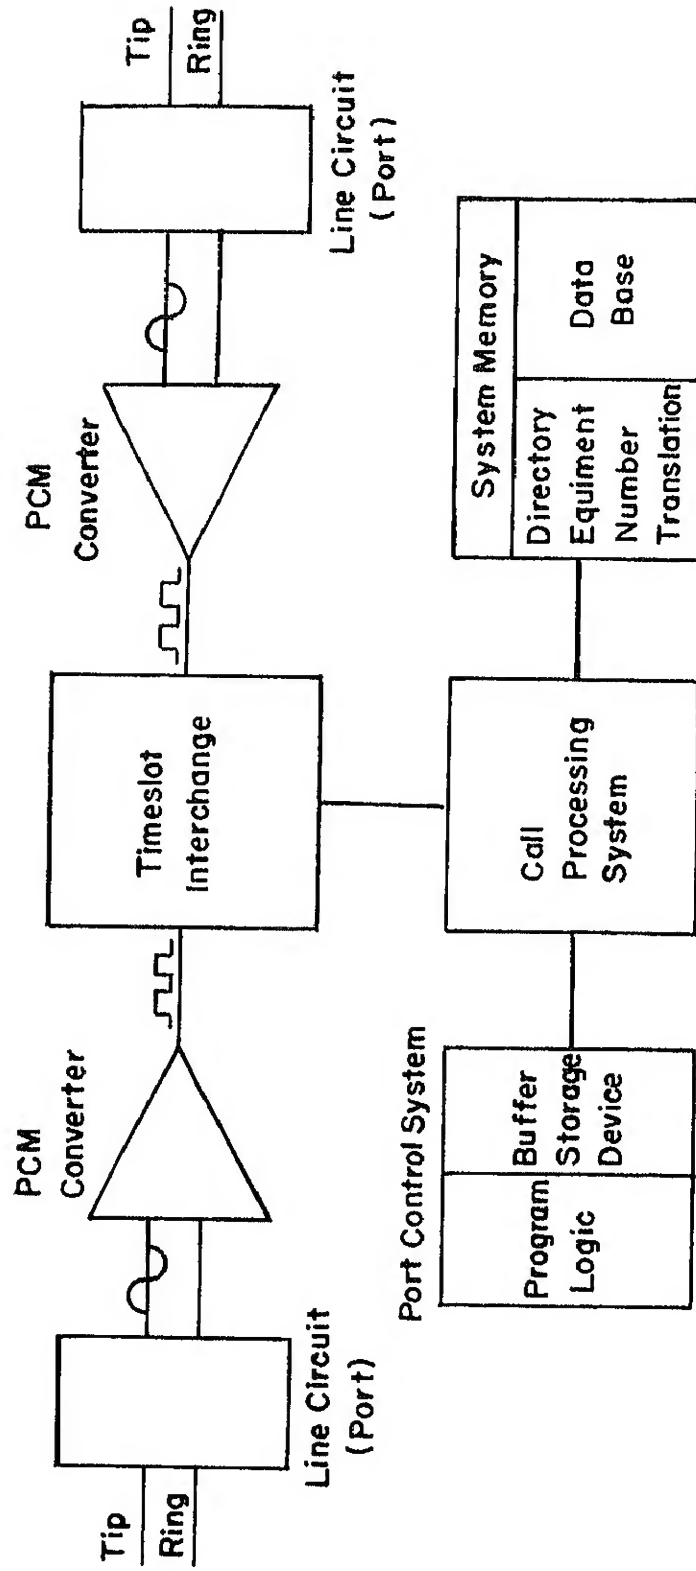 Tip
Ring
Line Circuit
(Port)
PCM
Converter
Timeslot
Interchange
PCM
Converter
Line Circuit
(Port)
Tip
Ring
Port Control System
Program
Logic
Buffer
Storage
Device
Call
Processing
System
System Memory
Directory
Equiment
Number
Translation
Data
Base